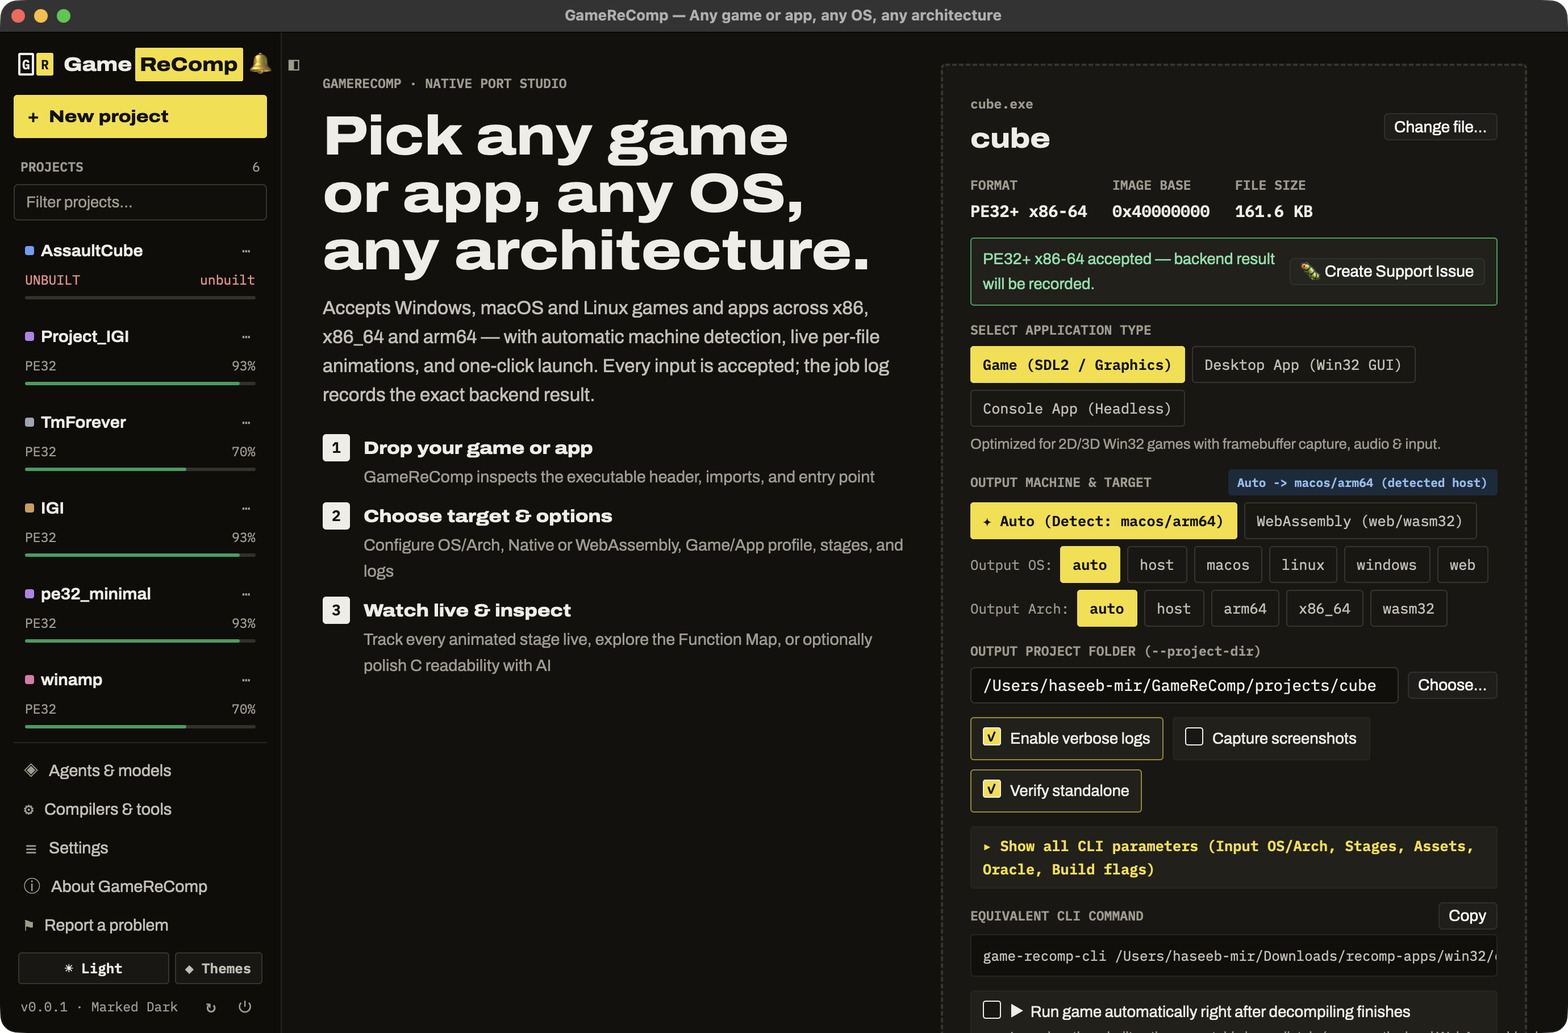 GameReComp — Any game or app, any OS, any architecture
GR Game ReComp
+ New project
PROJECTS 6
Filter projects...
AssaultCube ...
UNBUILT unbuilt
Project_IGI ...
PE32 93%
TmForever ...
PE32 70%
IGI ...
PE32 93%
pe32_minimal ...
PE32 93%
winamp ...
PE32 70%
Agents & models
Compilers & tools
Settings
About GameReComp
Report a problem
☀ Light
◆ Themes
v0.0.1 · Marked Dark
GAMERECOMP · NATIVE PORT STUDIO
Pick any game
or app, any OS,
any architecture.
Accepts Windows, macOS and Linux games and apps across x86,
x86_64 and arm64 — with automatic machine detection, live per-file
animations, and one-click launch. Every input is accepted; the job log
records the exact backend result.
1 Drop your game or app
GameReComp inspects the executable header, imports, and entry point
2 Choose target & options
Configure OS/Arch, Native or WebAssembly, Game/App profile, stages, and
logs
3 Watch live & inspect
Track every animated stage live, explore the Function Map, or optionally
polish C readability with AI
cube.exe
cube
Change file...
FORMAT IMAGE BASE FILE SIZE
PE32+ x86-64 0x40000000 161.6 KB
PE32+ x86-64 accepted — backend result
will be recorded.
Create Support Issue
SELECT APPLICATION TYPE
Game (SDL2 / Graphics) Desktop App (Win32 GUI)
Console App (Headless)
Optimized for 2D/3D Win32 games with framebuffer capture, audio & input.
OUTPUT MACHINE & TARGET Auto -> macos/arm64 (detected host)
✦ Auto (Detect: macos/arm64) WebAssembly (web/wasm32)
Output OS: auto host macos linux windows web
Output Arch: auto host arm64 x86_64 wasm32
OUTPUT PROJECT FOLDER (--project-dir)
/Users/haseeb-mir/GameReComp/projects/cube Choose...
Enable verbose logs Capture screenshots
Verify standalone
▸ Show all CLI parameters (Input OS/Arch, Stages, Assets,
Oracle, Build flags)
EQUIVALENT CLI COMMAND Copy
game-recomp-cli /Users/haseeb-mir/Downloads/recomp-apps/win32/
▶ Run game automatically right after decompiling finishes